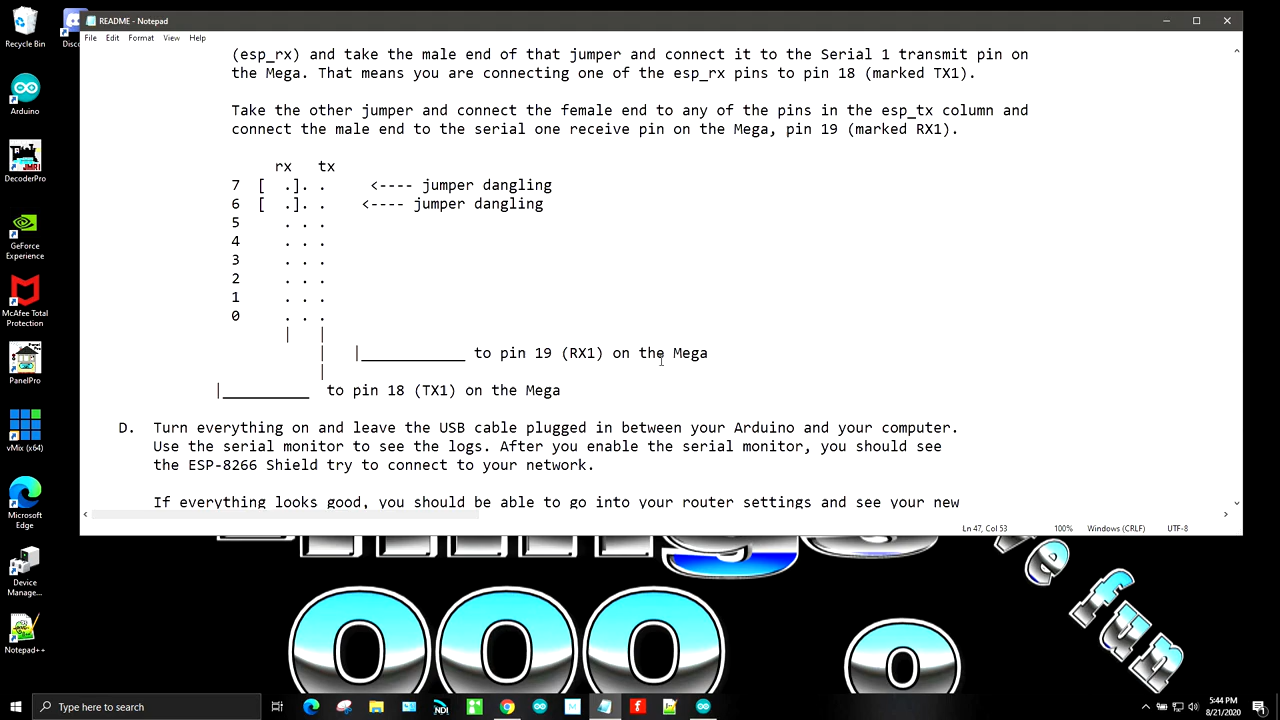 README - Notepad
File Edit Format View Help
(esp_rx) and take the male end of that jumper and connect it to the Serial 1 transmit pin on
the Mega. That means you are connecting one of the esp_rx pins to pin 18 (marked TX1).
Take the other jumper and connect the female end to any of the pins in the esp_tx column and
connect the male end to the serial one receive pin on the Mega, pin 19 (marked RX1).
rx tx
7 [ .]. . <---- jumper dangling
6 [ .]. . <---- jumper dangling
5 . . .
4 . . .
3 . . .
2 . . .
1 . . .
0 . . .
| |
| |____________ to pin 19 (RX1) on the Mega
|
|__________ to pin 18 (TX1) on the Mega
D. Turn everything on and leave the USB cable plugged in between your Arduino and your computer.
Use the serial monitor to see the logs. After you enable the serial monitor, you should see
the ESP-8266 Shield try to connect to your network.
If everything looks good, you should be able to go into your router settings and see your new
Ln 47, Col 53 100% Windows (CRLF) UTF-8
Recycle Bin
Disc
Arduino
DecoderPro
GeForce
Experience
McAfee Total
Protection
PanelPro
vMix (x64)
Microsoft
Edge
Device
Manage...
Notepad++
e fun
000 o
Type here to search
NDI
5:44 PM
8/21/2020